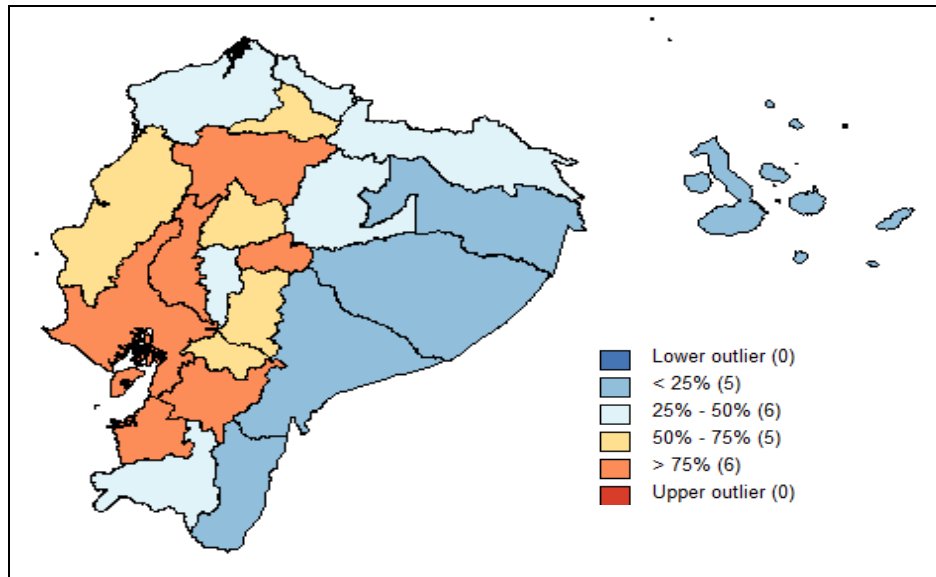 Lower outlier (0)
< 25% (5)
25% - 50% (6)
50% - 75% (5)
> 75% (6)
Upper outlier (0)